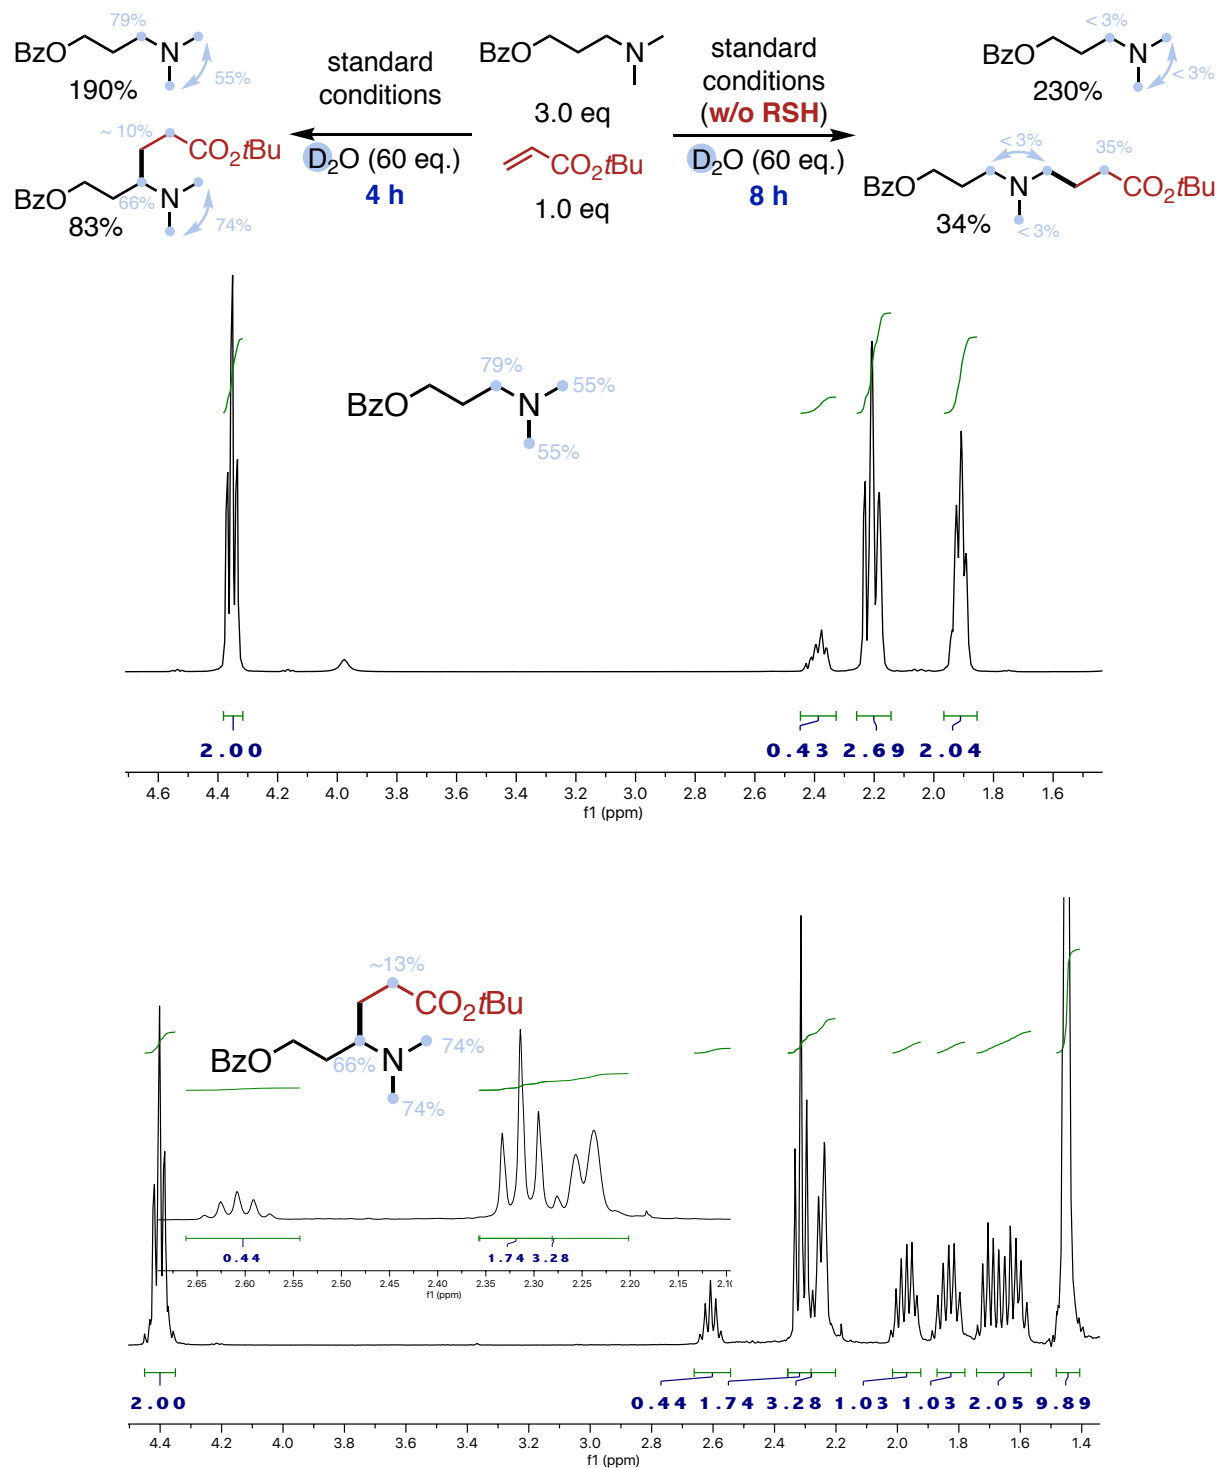 79%
BzO
N
55%
190%
~ 10%
CO2tBu
BzO
66%
N
74%
83%
standard
conditions
D2O (60 eq.)
4 h
BzO
N
3.0 eq
CO2tBu
1.0 eq
standard
conditions
(w/o RSH)
D2O (60 eq.)
8 h
< 3%
BzO
N
< 3%
230%
< 3%
35%
BzO
N
CO2tBu
34%
< 3%
79%
BzO
N
55%
55%
2.00
0.43 2.69 2.04
4.6 4.4 4.2 4.0 3.8 3.6 3.4 3.2 3.0 2.8 2.6 2.4 2.2 2.0 1.8 1.6
f1 (ppm)
~13%
CO2tBu
BzO
66%
N
74%
74%
0.44
1.74 3.28
2.65 2.60 2.55 2.50 2.45 2.40 2.35 2.30 2.25 2.20 2.15 2.10
f1 (ppm)
2.00
0.44 1.74 3.28 1.03 1.03 2.05 9.89
4.4 4.2 4.0 3.8 3.6 3.4 3.2 3.0 2.8 2.6 2.4 2.2 2.0 1.8 1.6 1.4
f1 (ppm)